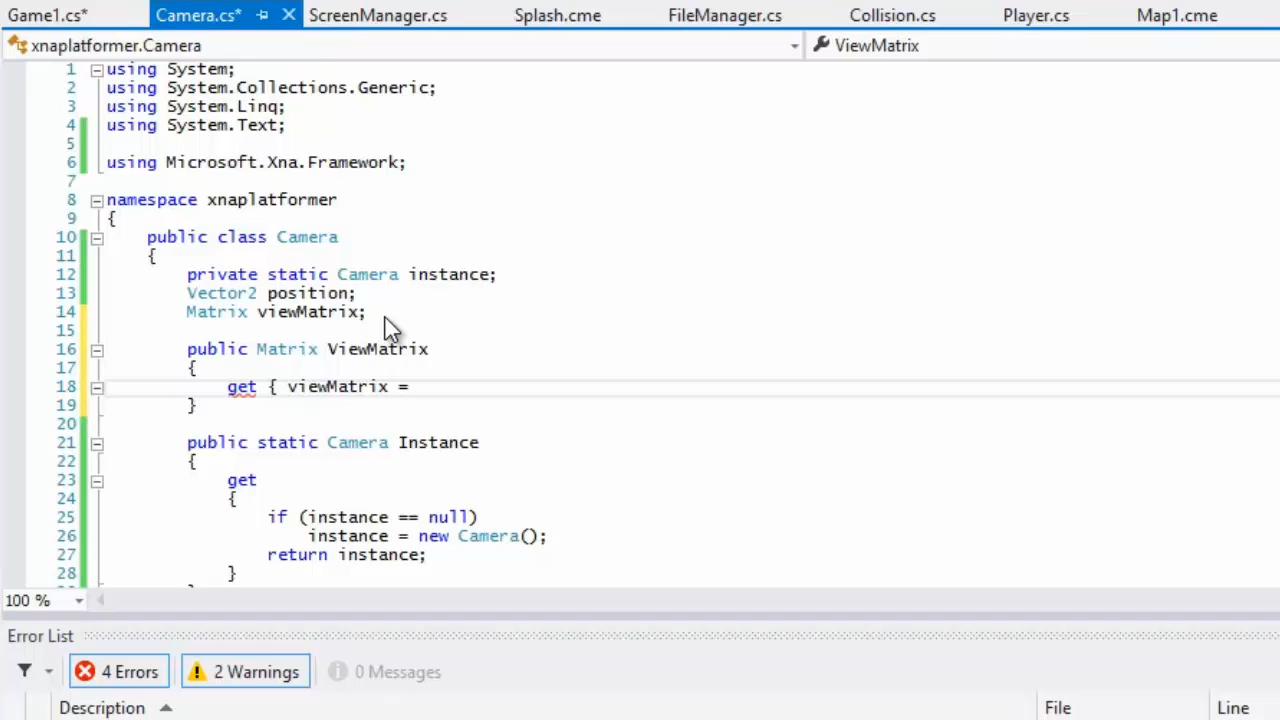 Game1.cs* Camera.cs* ScreenManager.cs Splash.cme FileManager.cs Collision.cs Player.cs Map1.cme
xnaplatformer.Camera ViewMatrix
1 using System;
2 using System.Collections.Generic;
3 using System.Linq;
4 using System.Text;
5
6 using Microsoft.Xna.Framework;
7
8 namespace xnaplatformer
9 {
10 public class Camera
11 {
12 private static Camera instance;
13 Vector2 position;
14 Matrix viewMatrix;
15
16 public Matrix ViewMatrix
17 {
18 get { viewMatrix =
19 }
20
21 public static Camera Instance
22 {
23 get
24 {
25 if (instance == null)
26 instance = new Camera();
27 return instance;
28 }
100 %
Error List
4 Errors 2 Warnings 0 Messages
Description File Line